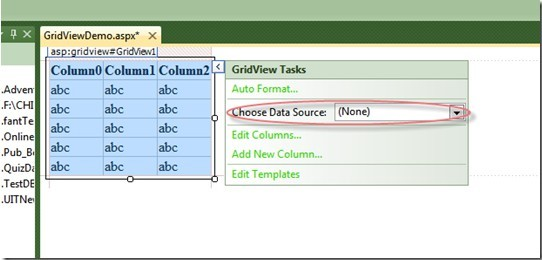 GridViewDemo.aspx*
asp:gridview#GridView1
Column0 Column1 Column2
abc abc abc
abc abc abc
abc abc abc
abc abc abc
abc abc abc
GridView Tasks
Auto Format...
Choose Data Source: (None)
Edit Columns...
Add New Column...
Edit Templates
.Advent
.F:\CHI
.fantTe
.Online
.Pub_Bo
.QuizDa
.TestDE
.UITNev